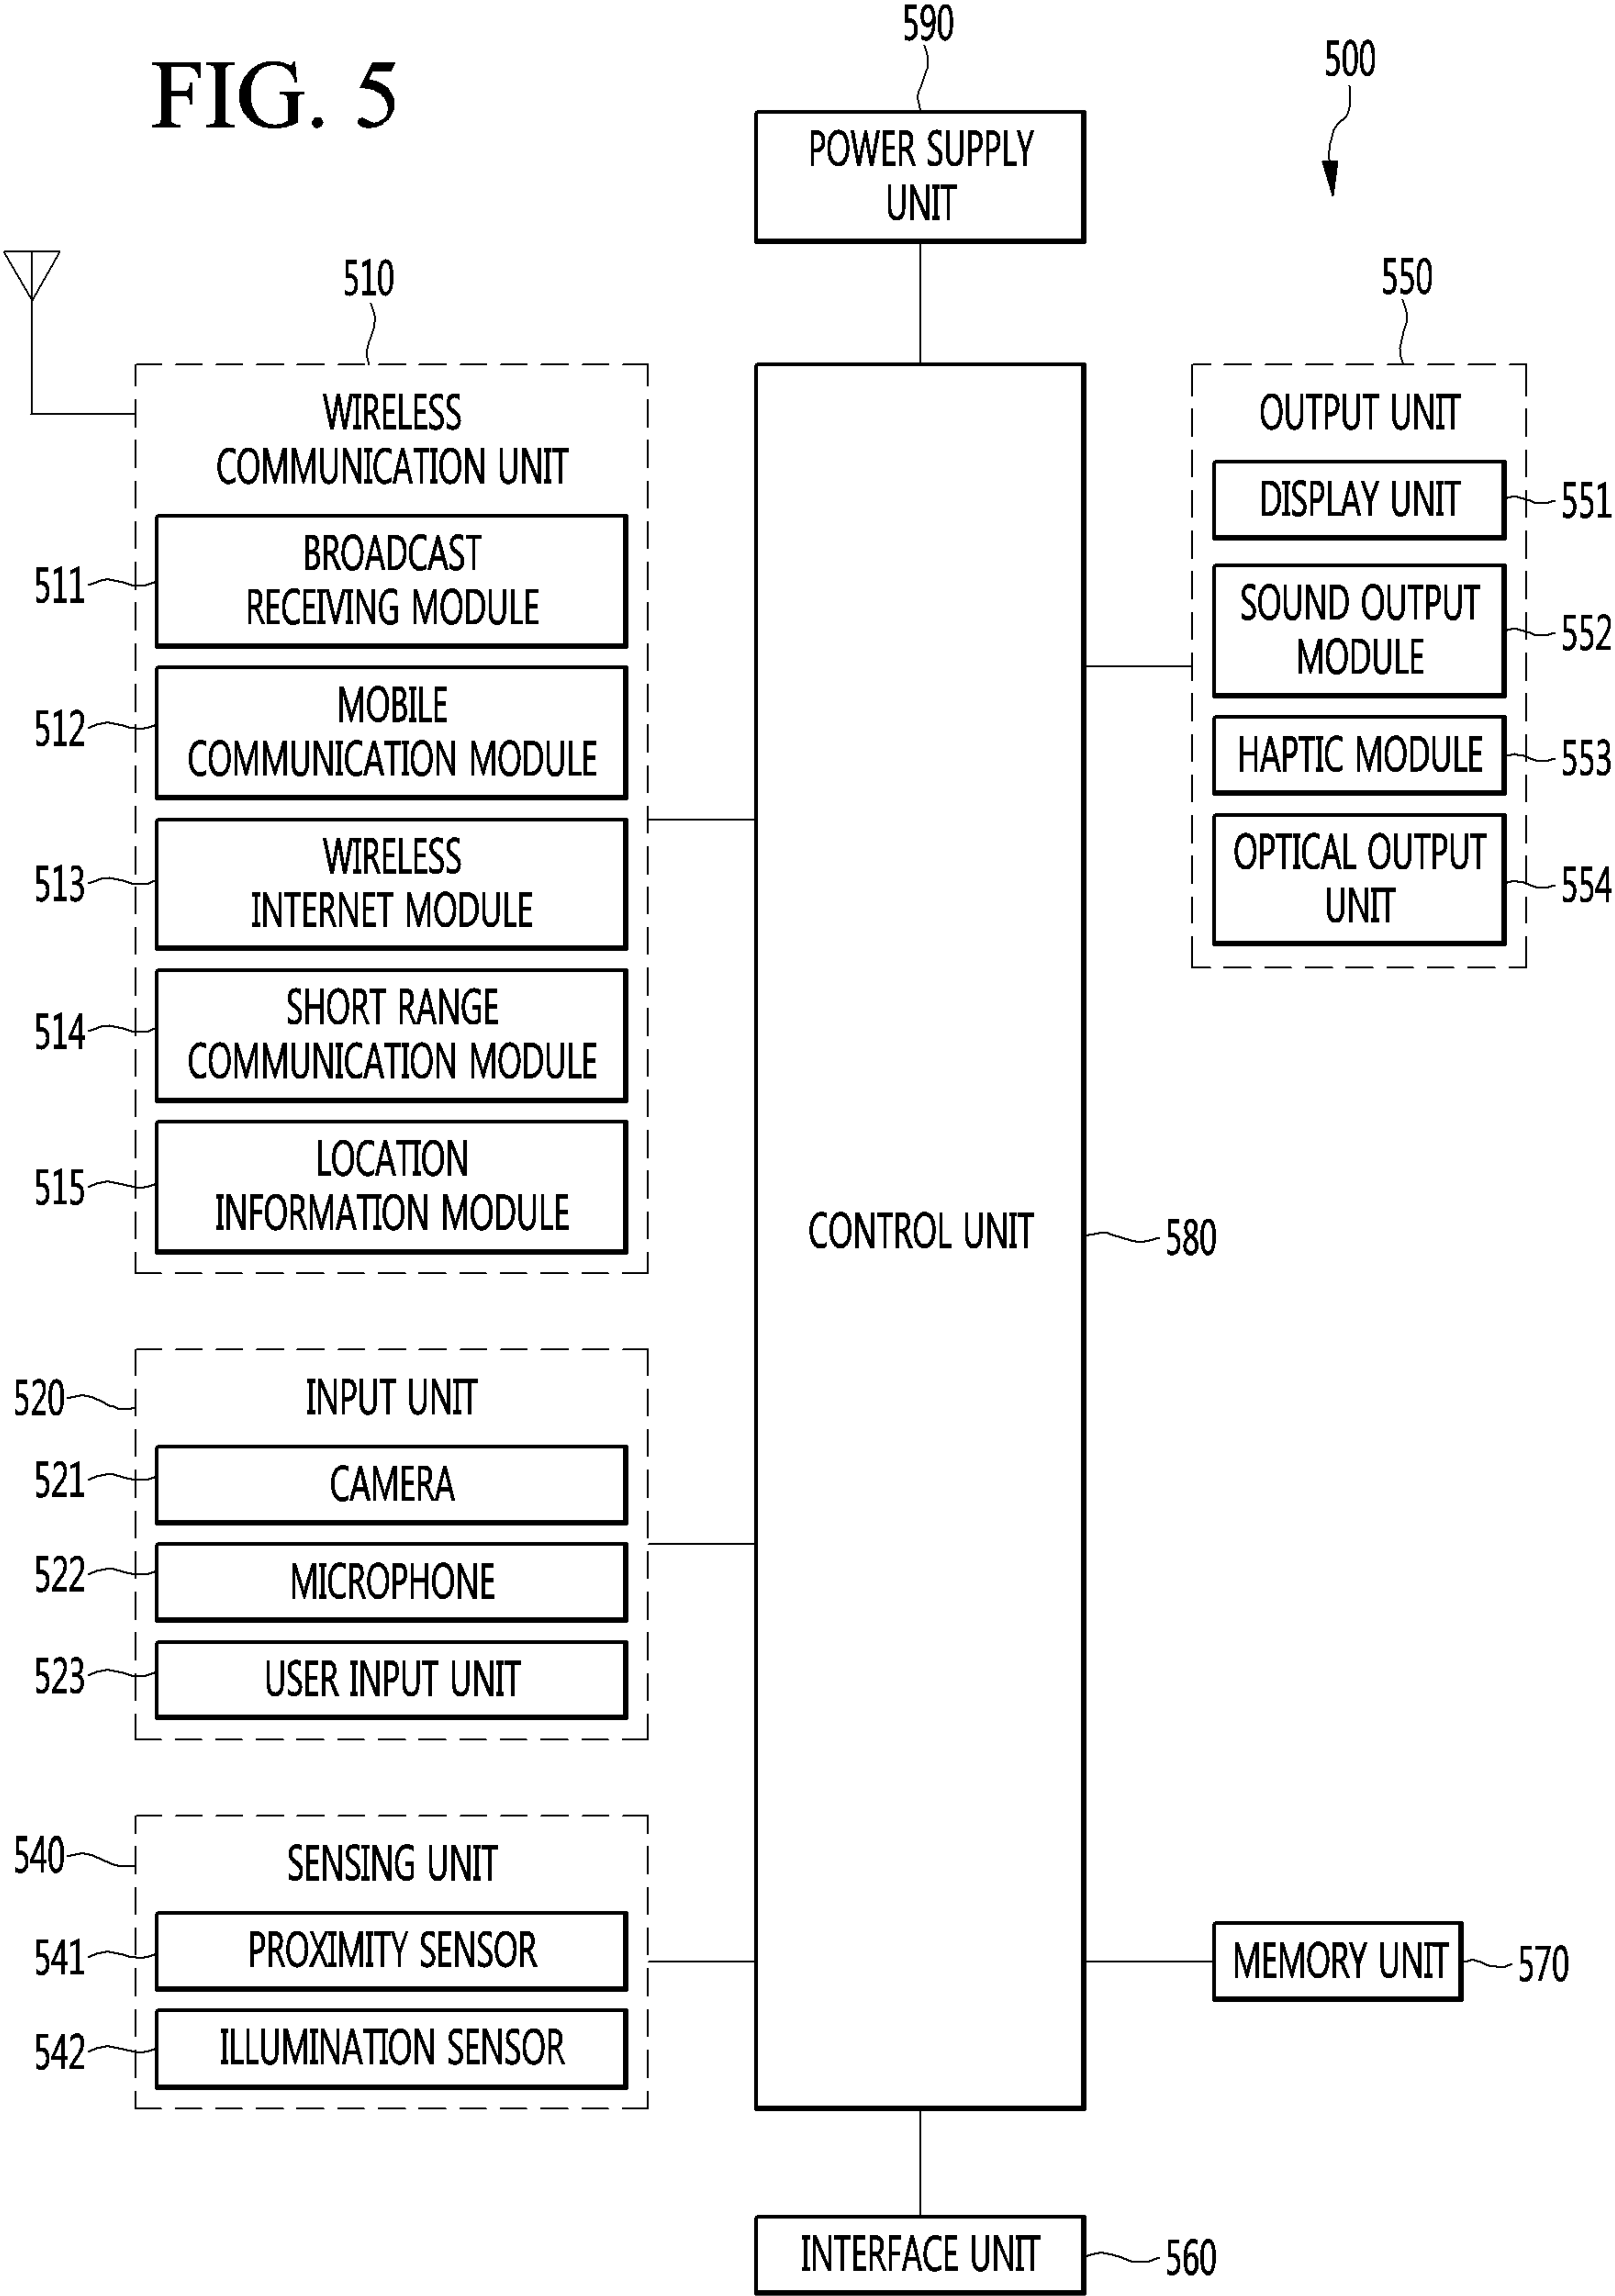 FIG. 5
590
500
POWER SUPPLY
UNIT
510
WIRELESS
COMMUNICATION UNIT
511
BROADCAST
RECEIVING MODULE
512
MOBILE
COMMUNICATION MODULE
513
WIRELESS
INTERNET MODULE
514
SHORT RANGE
COMMUNICATION MODULE
515
LOCATION
INFORMATION MODULE
520
INPUT UNIT
521
CAMERA
522
MICROPHONE
523
USER INPUT UNIT
540
SENSING UNIT
541
PROXIMITY SENSOR
542
ILLUMINATION SENSOR
CONTROL UNIT
580
550
OUTPUT UNIT
DISPLAY UNIT
551
SOUND OUTPUT
MODULE
552
HAPTIC MODULE
553
OPTICAL OUTPUT
UNIT
554
MEMORY UNIT
570
INTERFACE UNIT
560